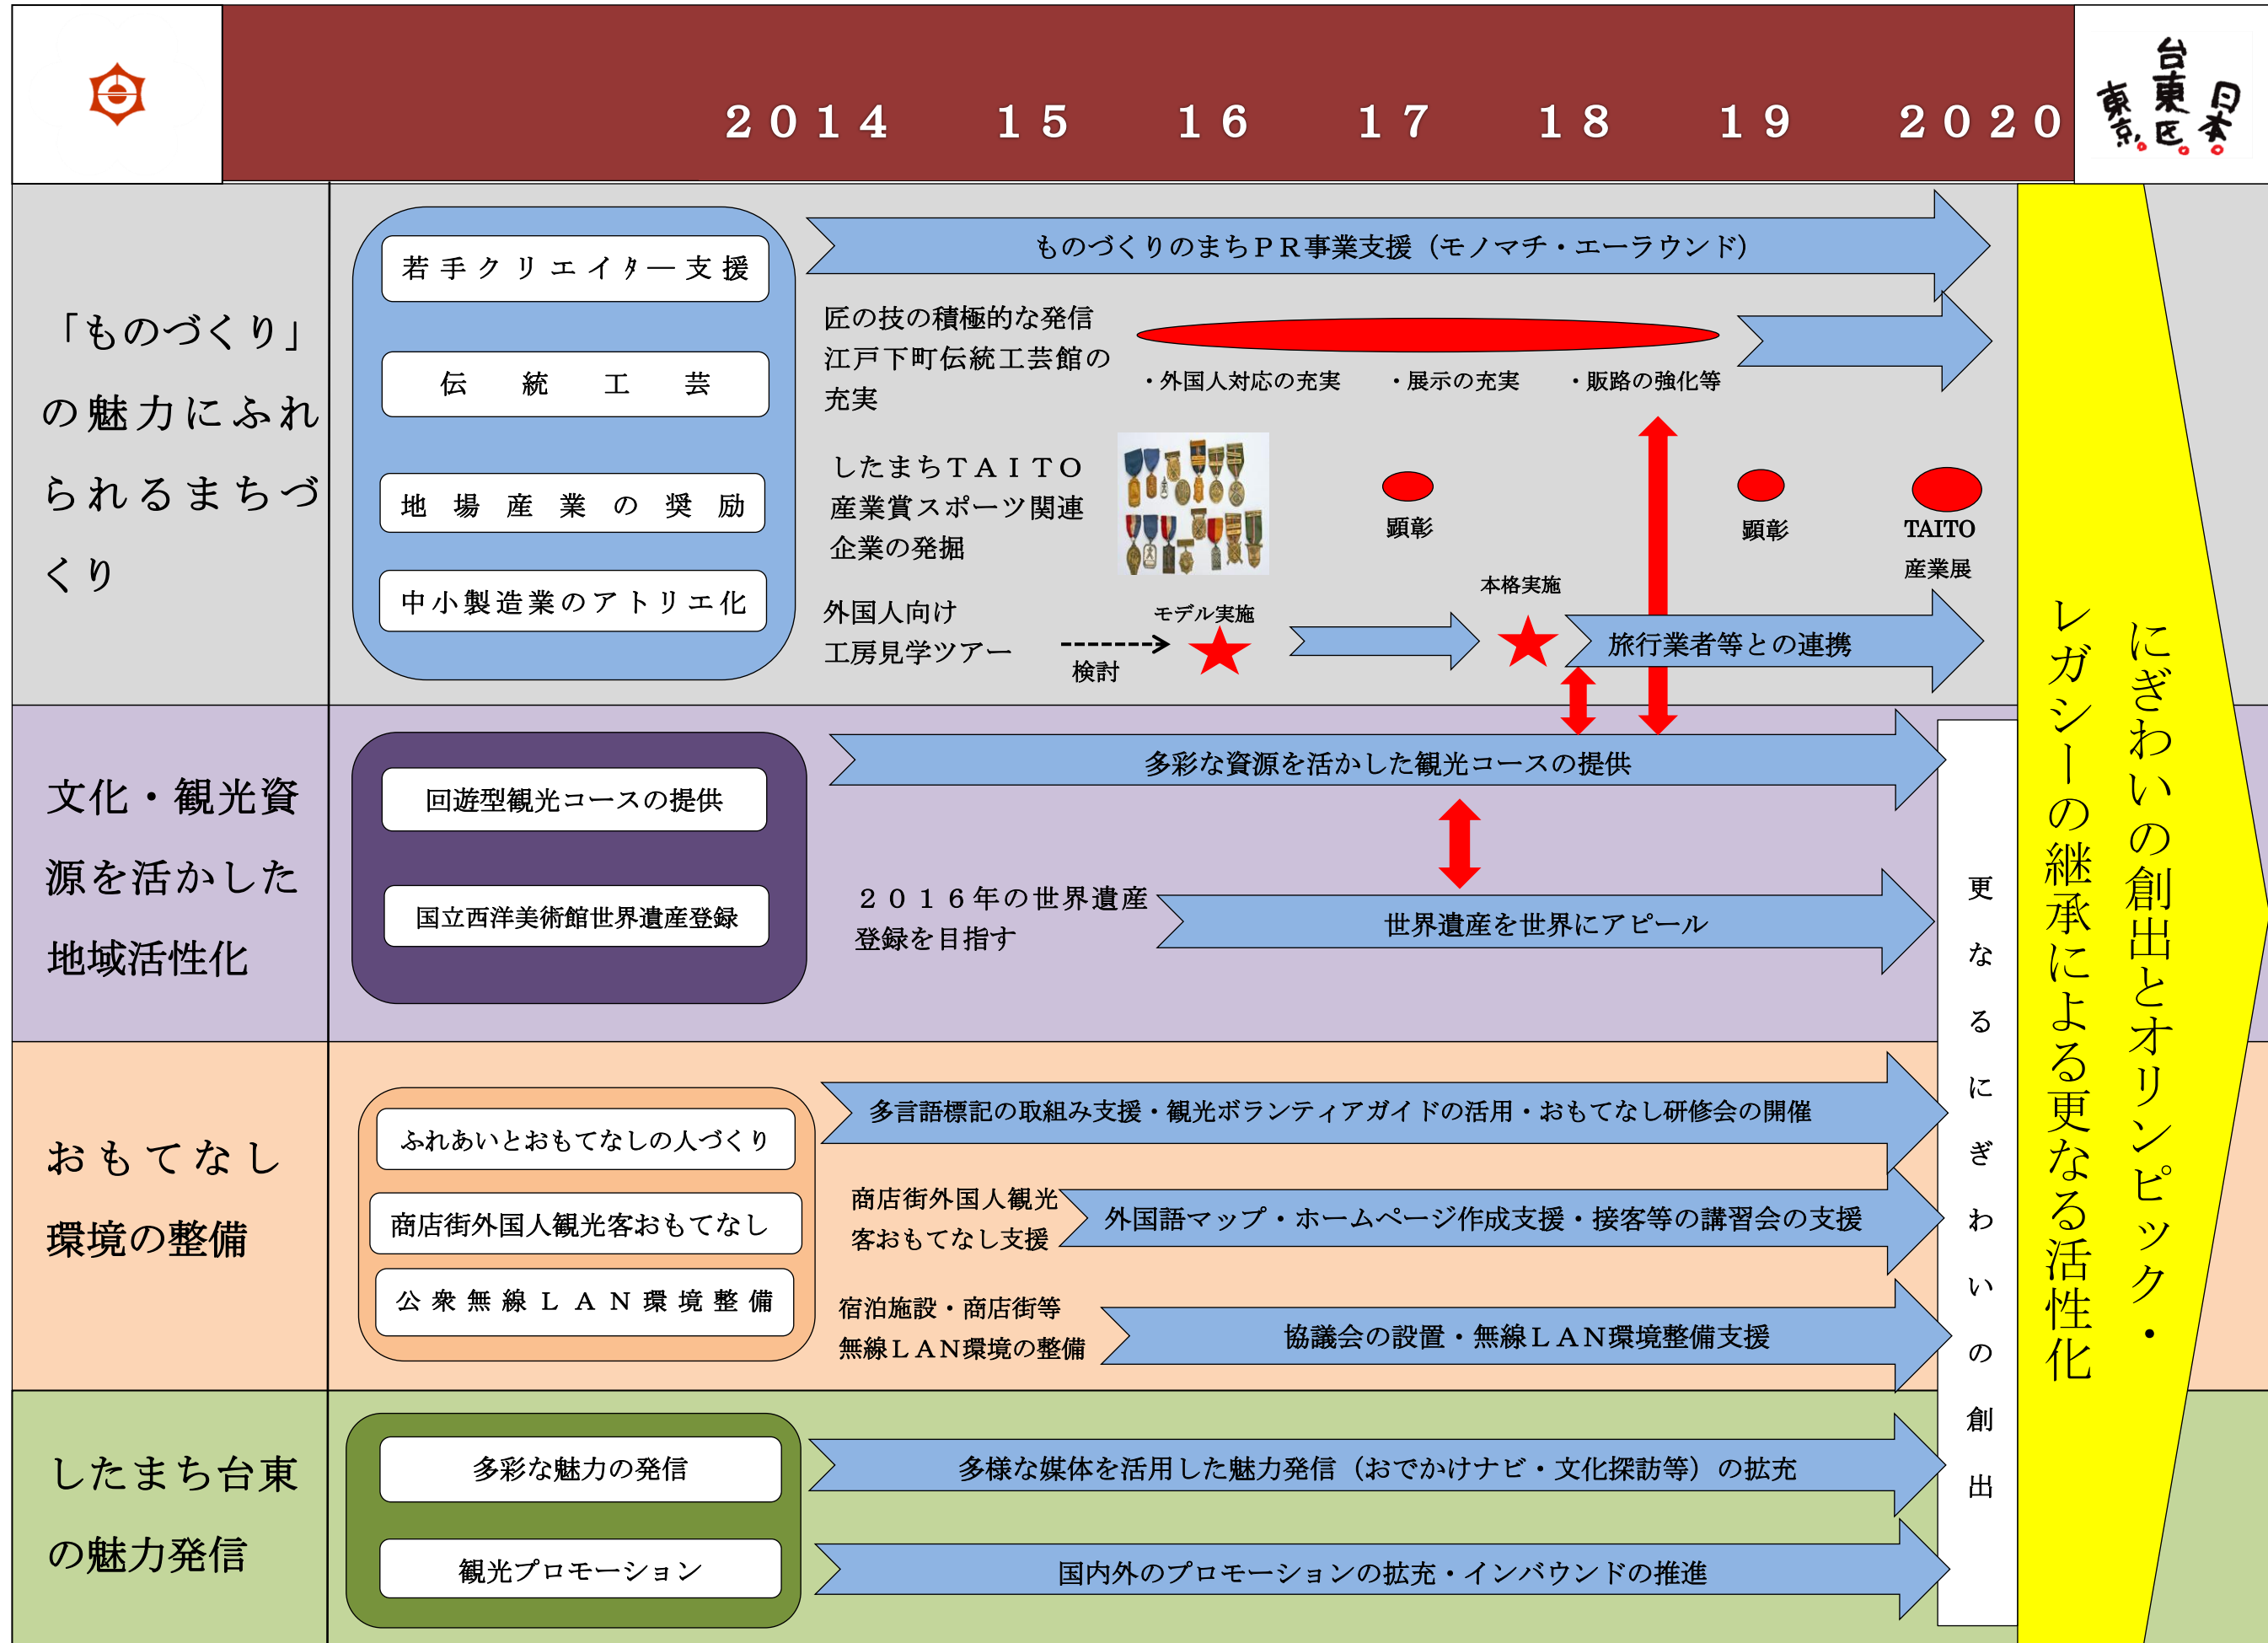 2014 15 16 17 18 19 2020
日本。
台東区。
東京。
「ものづくり」
の魅力にふれ
られるまちづ
くり
若手クリエイター支援
伝統工芸
地場産業の奨励
中小製造業のアトリエ化
ものづくりのまちPR事業支援（モノマチ・エーラウンド）
匠の技の積極的な発信
江戸下町伝統工芸館の
充実
・外国人対応の充実 ・展示の充実 ・販路の強化等
したまちTAITO
産業賞スポーツ関連
企業の発掘
顕彰
顕彰
TAITO
産業展
外国人向け
工房見学ツアー
検討
モデル実施
本格実施
旅行業者等との連携
文化・観光資
源を活かした
地域活性化
回遊型観光コースの提供
国立西洋美術館世界遺産登録
多彩な資源を活かした観光コースの提供
2016年の世界遺産
登録を目指す
世界遺産を世界にアピール
おもてなし
環境の整備
ふれあいとおもてなしの人づくり
商店街外国人観光客おもてなし
公衆無線LAN環境整備
多言語標記の取組み支援・観光ボランティアガイドの活用・おもてなし研修会の開催
商店街外国人観光
客おもてなし支援
外国語マップ・ホームページ作成支援・接客等の講習会の支援
宿泊施設・商店街等
無線LAN環境の整備
協議会の設置・無線LAN環境整備支援
したまち台東
の魅力発信
多彩な魅力の発信
観光プロモーション
多様な媒体を活用した魅力発信（おでかけナビ・文化探訪等）の拡充
国内外のプロモーションの拡充・インバウンドの推進
更なるにぎわいの創出
にぎわいの創出とオリンピック・
レガシーの継承による更なる活性化